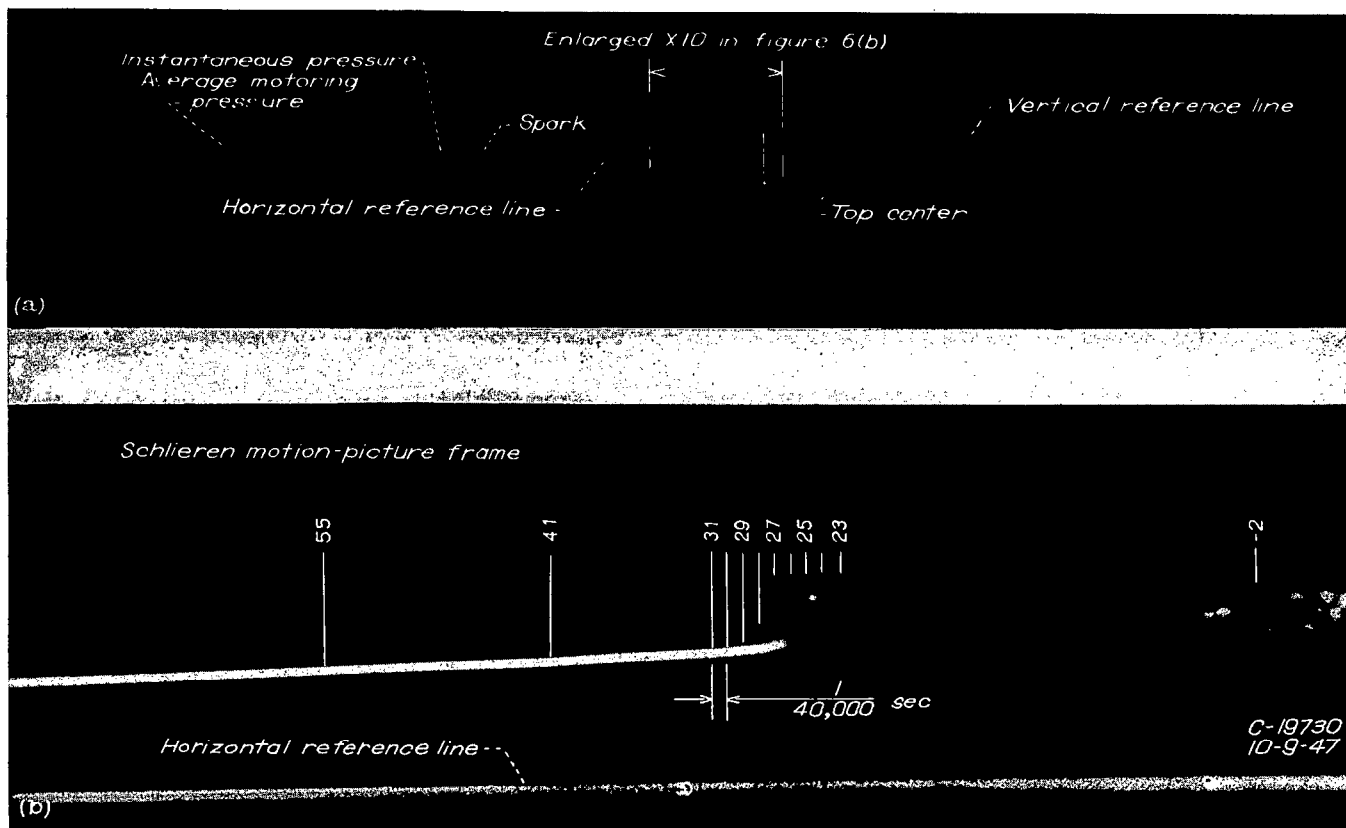 Enlarged X10 in figure 6(b)
Instantaneous pressure
Average motoring
pressure
Spark
Vertical reference line
Horizontal reference line
Top center
(a)
Schlieren motion-picture frame
55
41
31
29
27
25
23
-2
1
40,000 sec
C-19730
10-9-47
Horizontal reference line
(b)